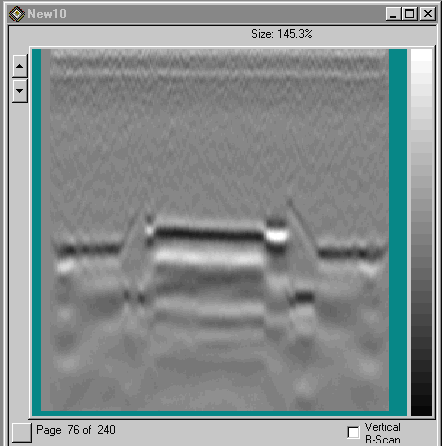 New10
Size: 145.3%
Page 76 of 240
Vertical
B-Scan